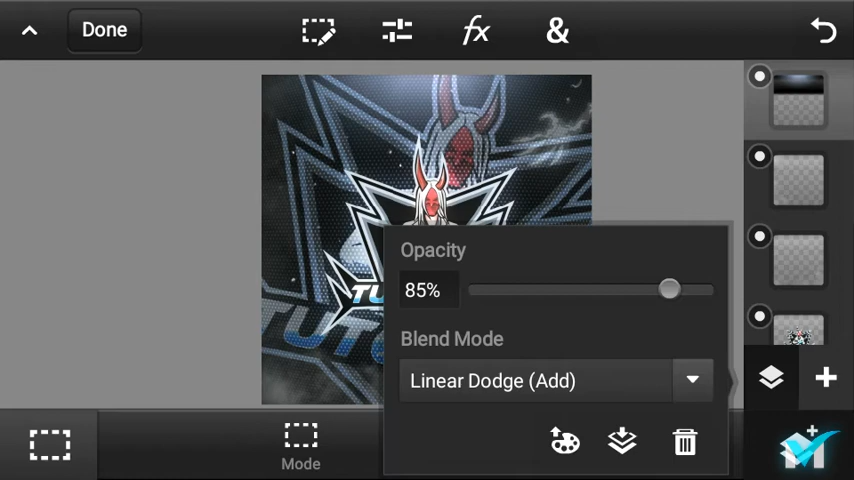 Done
fx
&
Opacity
85%
Blend Mode
Linear Dodge (Add)
Mode